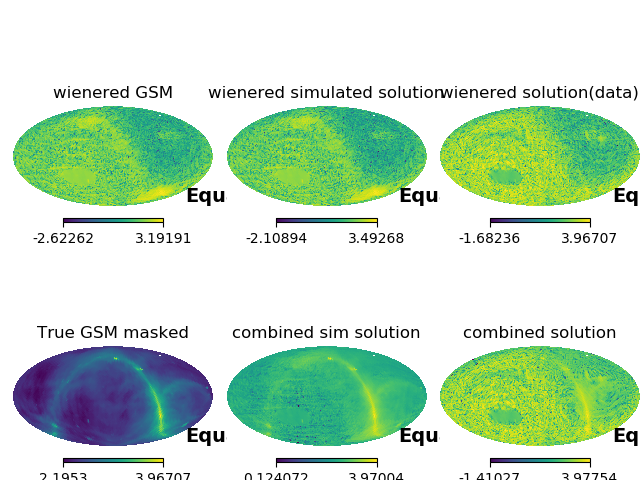 wienered GSM
wienered simulated solution
wienered solution(data)
Equ
Equ
Eq
-2.62262 3.19191
-2.10894 3.49268
-1.68236 3.96707
True GSM masked
combined sim solution
combined solution
Equ
Equ
Eq
2.1953 3.96707
0.124072 3.97004
-1.41027 3.97754